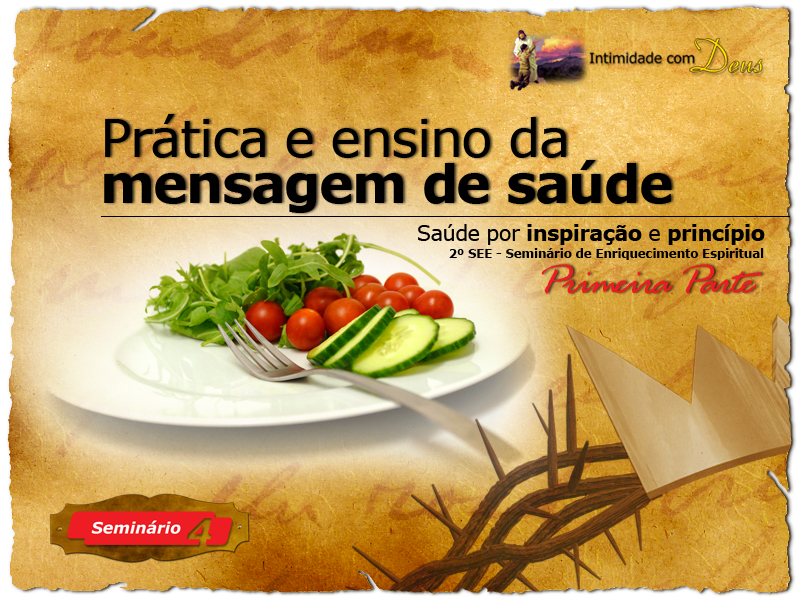 Intimidade com Deus
Prática e ensino da
mensagem de saúde
Saúde por inspiração e princípio
2º SEE - Seminário de Enriquecimento Espiritual
Primeira Parte
Seminário 4